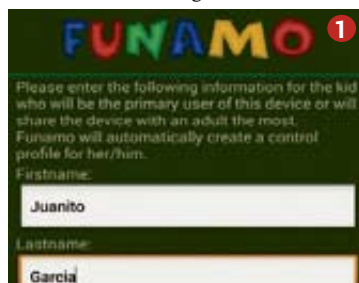 FUNAMO 1
Please enter the following information for the kid
who will be the primary user of this device or will
share the device with an adult the most.
Funamo will automatically create a control
profile for her/him.
Firstname:
Juanito
Lastname:
Garcia